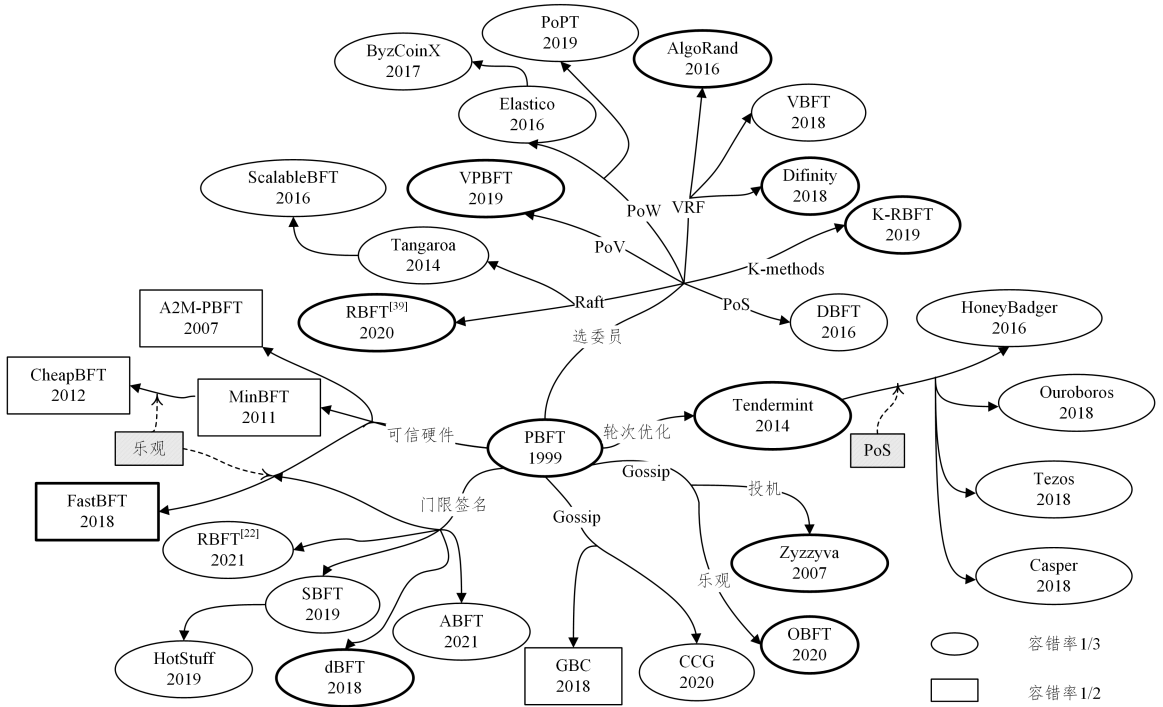 PoPT
2019
ByzCoinX
2017
AlgoRand
2016
Elastico
2016
VBFT
2018
ScalableBFT
2016
VPBFT
2019
Difinity
2018
PoW
VRF
K-RBFT
2019
Tangaroa
2014
PoV
K-methods
A2M-PBFT
2007
RBFT[39]
2020
Raft
PoS
DBFT
2016
HoneyBadger
2016
选委员
CheapBFT
2012
MinBFT
2011
Tendermint
2014
Ouroboros
2018
乐观
可信硬件
PBFT
1999
轮次优化
PoS
Gossip
FastBFT
2018
门限签名
投机
Tezos
2018
Gossip
RBFT[22]
2021
Zyzzyva
2007
Casper
2018
乐观
SBFT
2019
ABFT
2021
OBFT
2020
容错率1/3
HotStuff
2019
dBFT
2018
GBC
2018
CCG
2020
容错率1/2